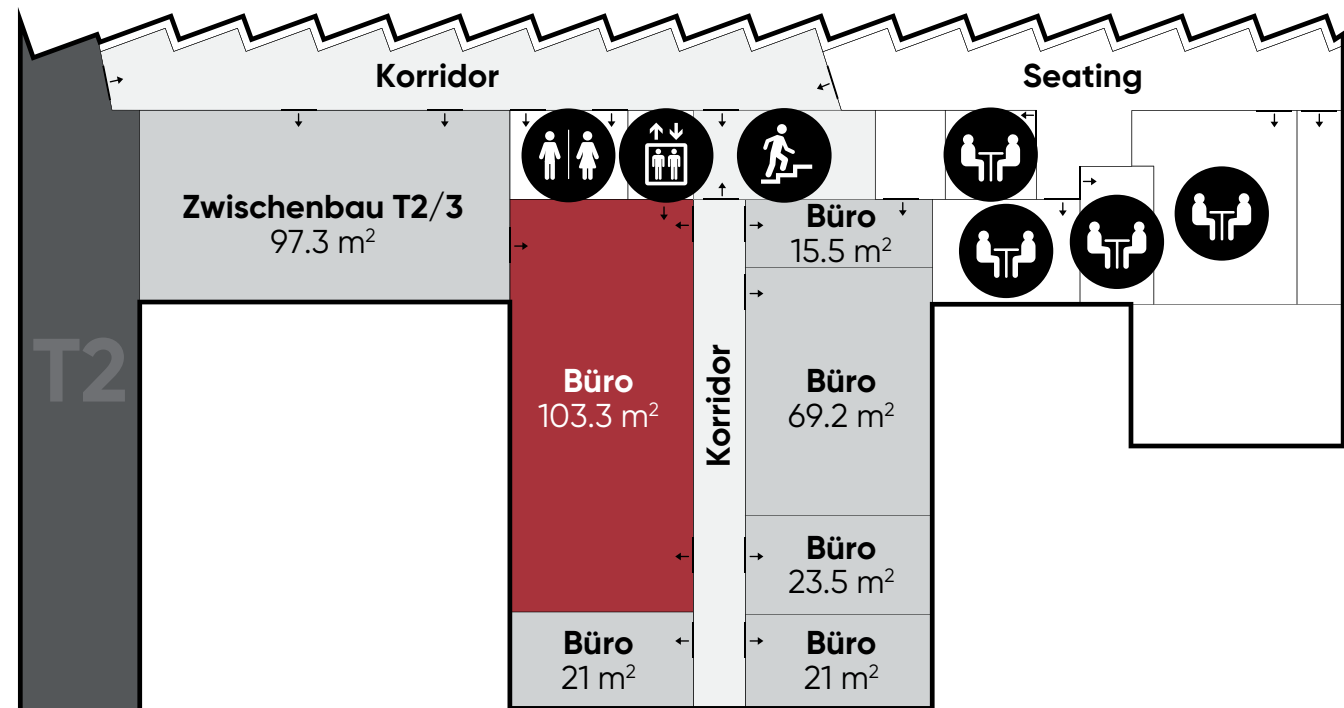 Korridor
Seating
Zwischenbau T2/3
97.3 m²
Büro
15.5 m²
T2
Büro
103.3 m²
Korridor
Büro
69.2 m²
Büro
23.5 m²
Büro
21 m²
Büro
21 m²